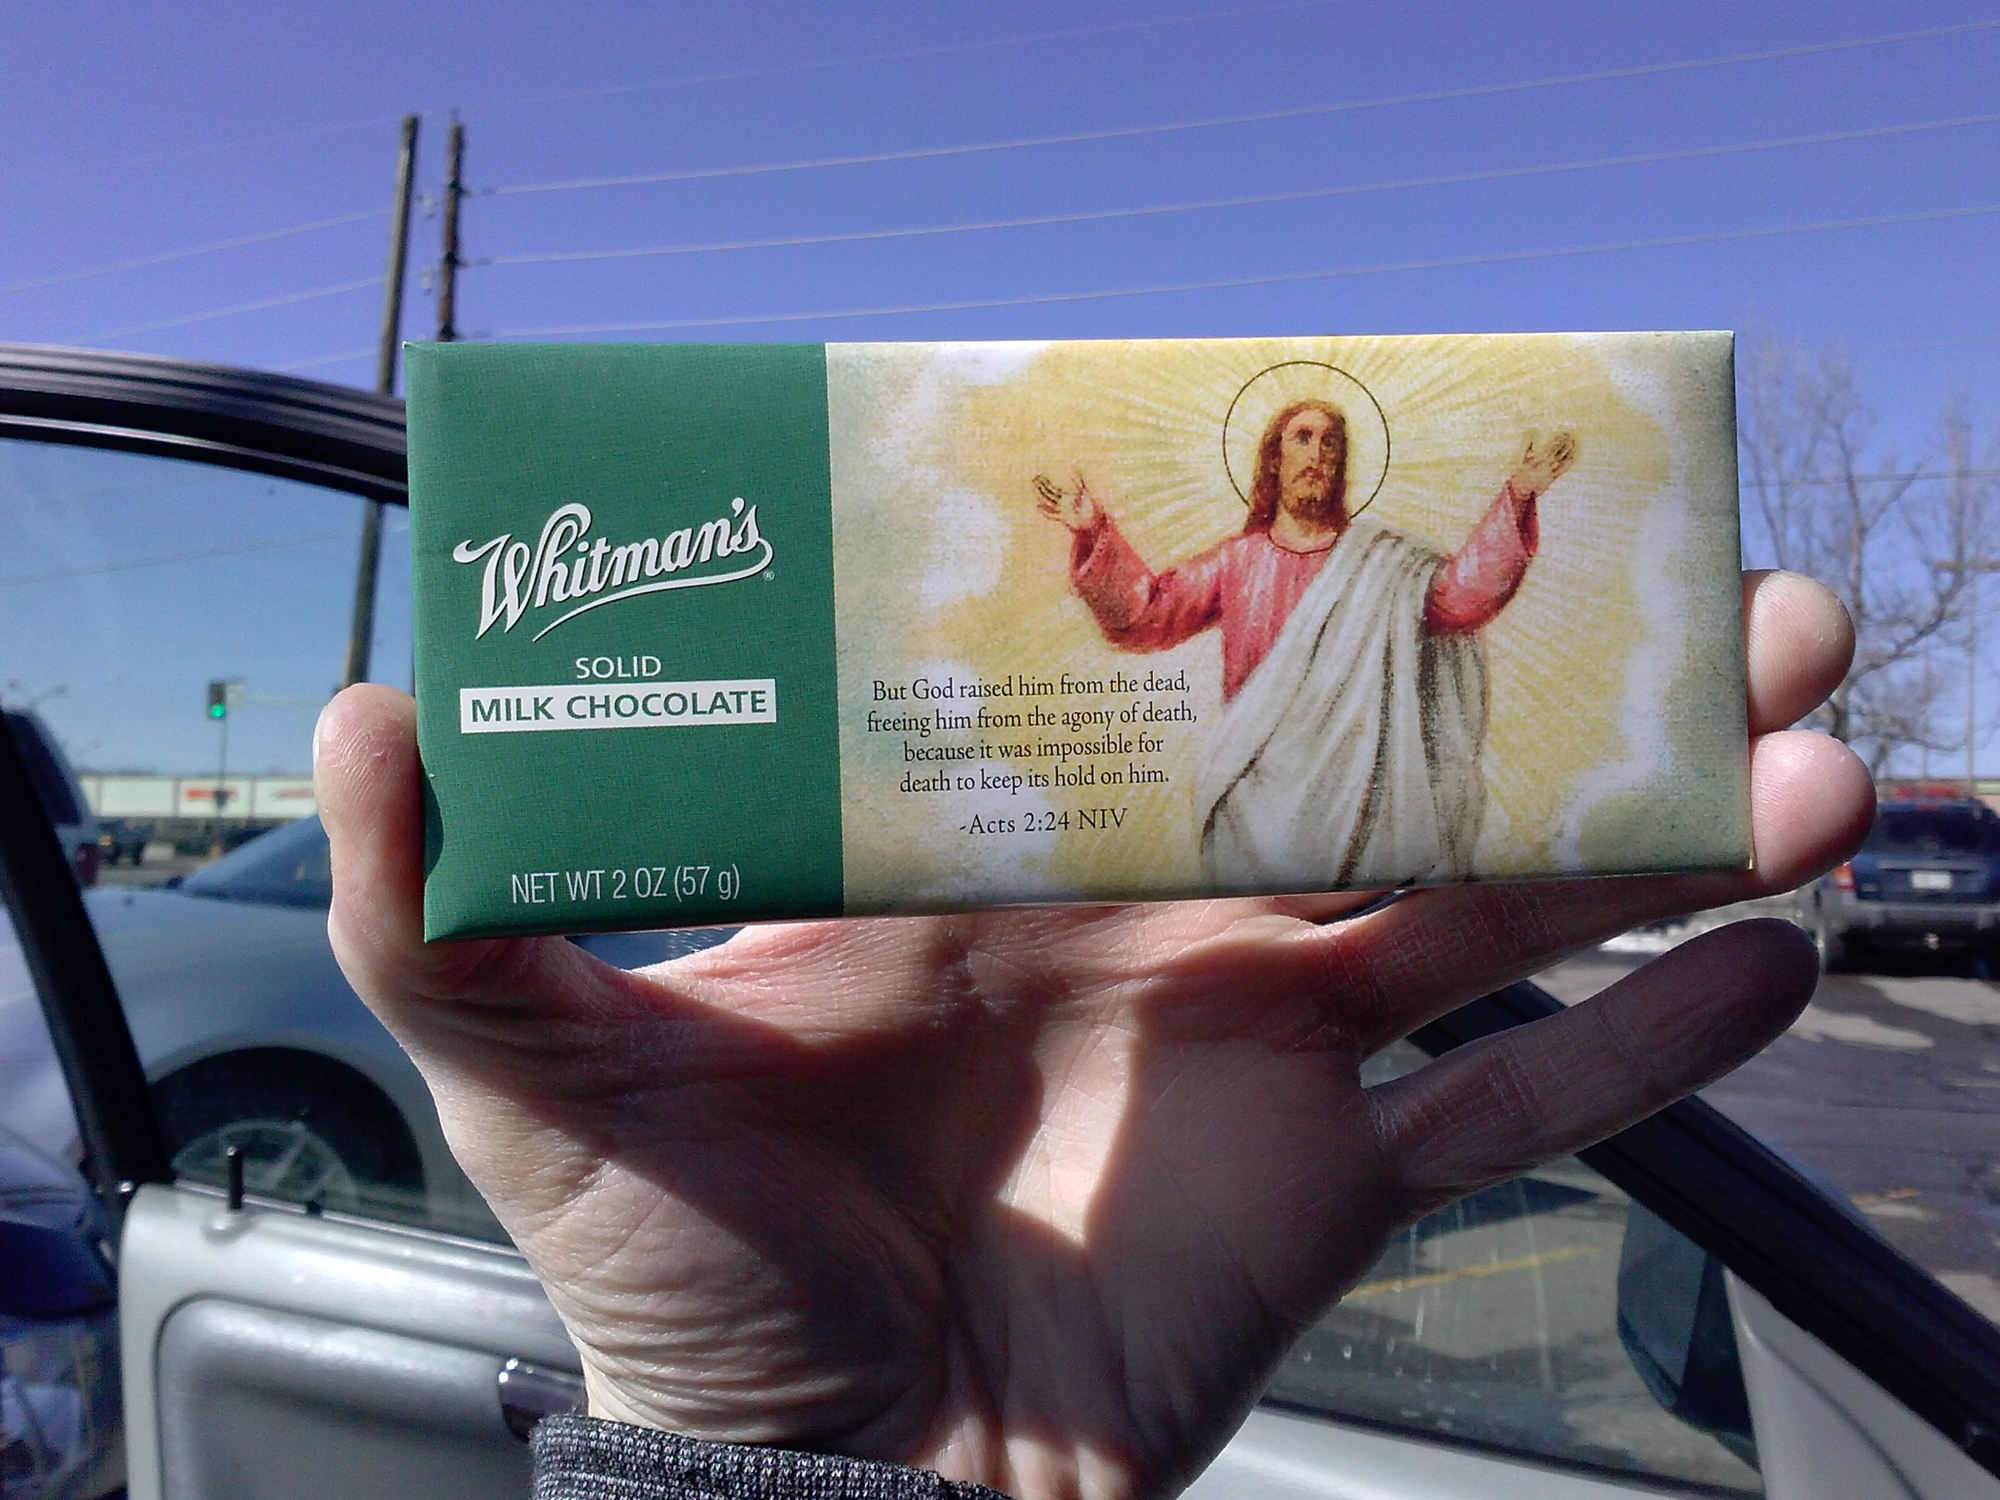 Whitman's®
SOLID
MILK CHOCOLATE
NET WT 2 OZ (57 g)
But God raised him from the dead,
freeing him from the agony of death,
because it was impossible for
death to keep its hold on him.
-Acts 2:24 NIV